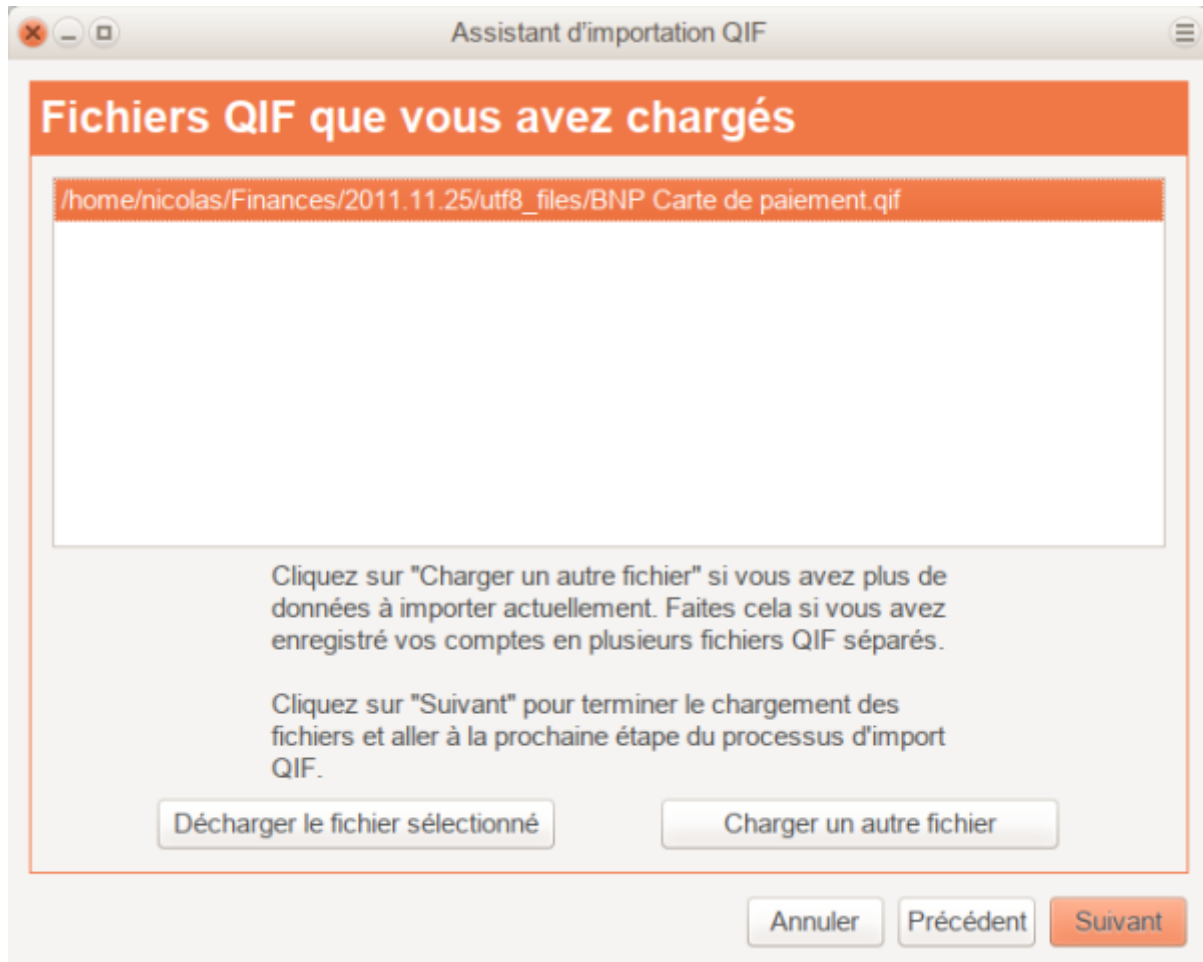 Assistant d'importation QIF
Fichiers QIF que vous avez chargés
/home/nicolas/Finances/2011.11.25/utf8_files/BNP Carte de paiement.qif
Cliquez sur "Charger un autre fichier" si vous avez plus de
données à importer actuellement. Faites cela si vous avez
enregistré vos comptes en plusieurs fichiers QIF séparés.
Cliquez sur "Suivant" pour terminer le chargement des
fichiers et aller à la prochaine étape du processus d'import
QIF.
Décharger le fichier sélectionné
Charger un autre fichier
Annuler
Précédent
Suivant